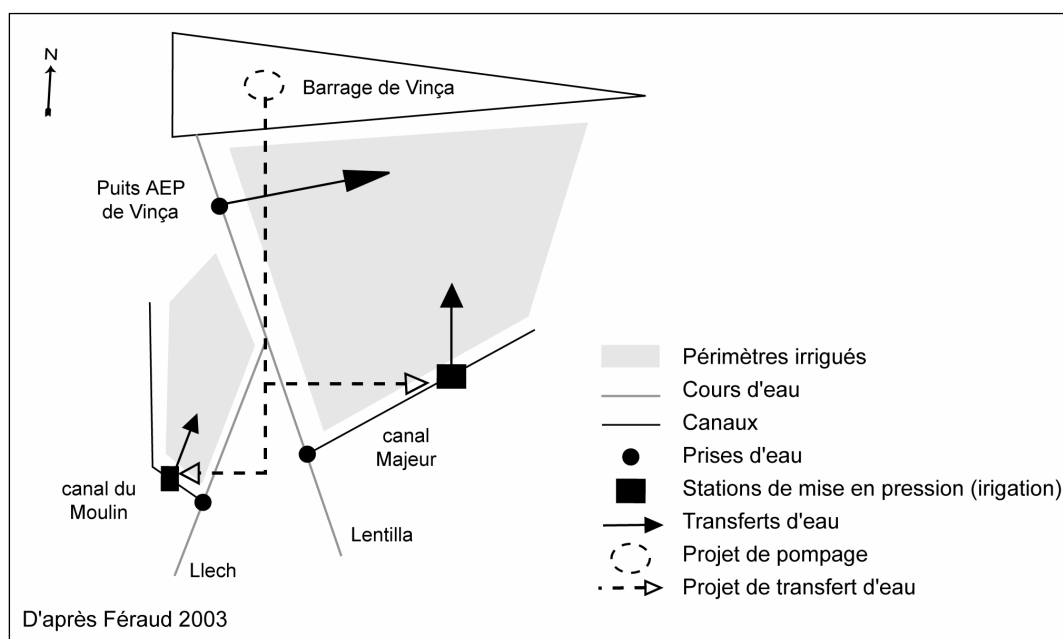 N
Barrage de Vinça
Puits AEP
de Vinça
canal
Majeur
canal du
Moulin
Lentilla
Llech
Périmètres irrigués
Cours d'eau
Canaux
Prises d'eau
Stations de mise en pression (irigation)
Transferts d'eau
Projet de pompage
Projet de transfert d'eau
D'après Féraud 2003